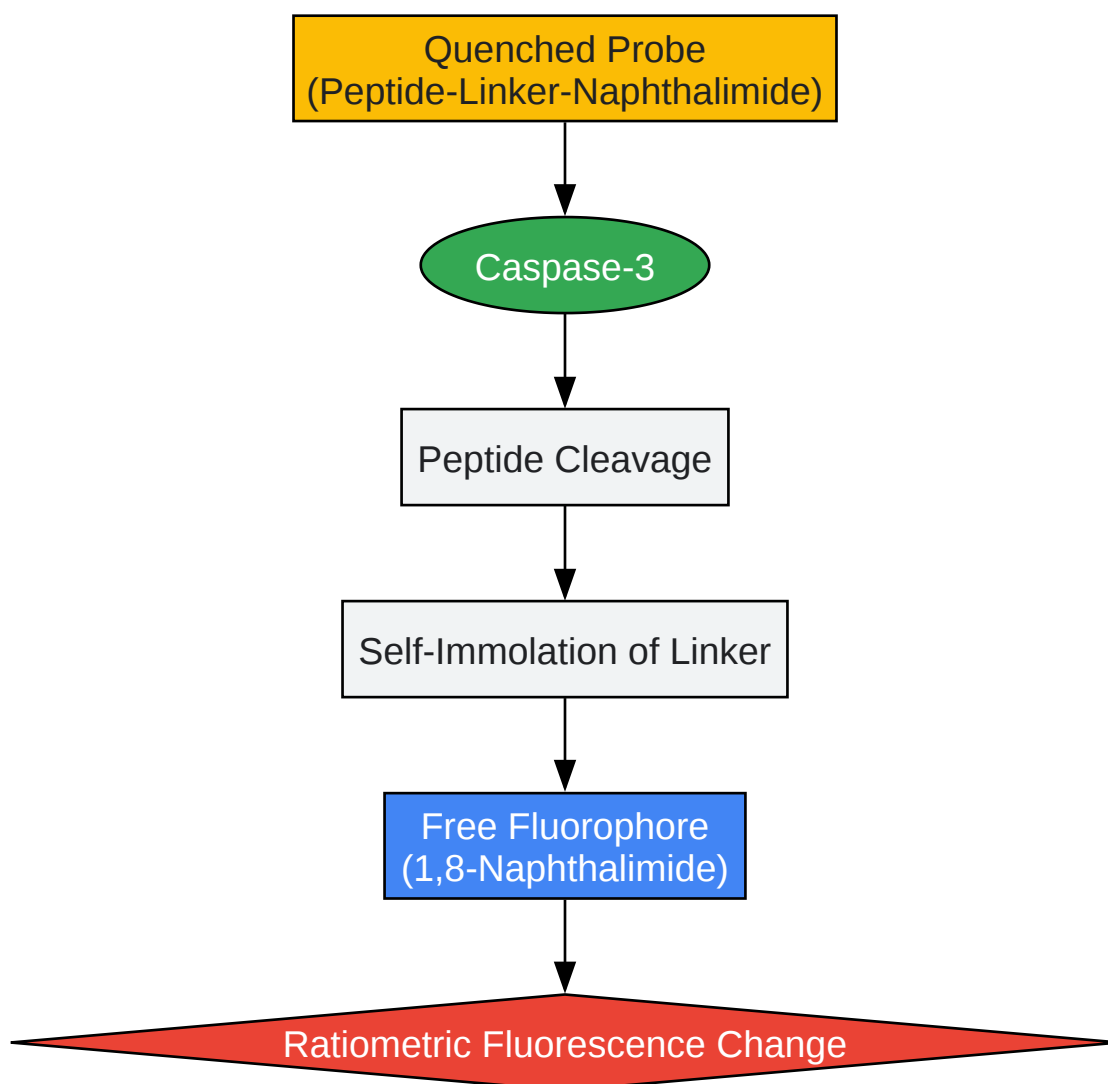 Quenched Probe
(Peptide-Linker-Naphthalimide)
Caspase-3
Peptide Cleavage
Self-Immolation of Linker
Free Fluorophore
(1,8-Naphthalimide)
Ratiometric Fluorescence Change